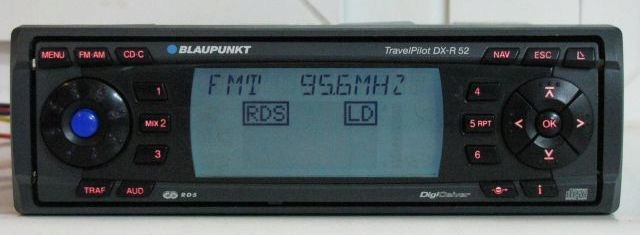 BLAUPUNKT TravelPilot DX-R 52
MENU FM·AM CD·C NAV ESC
FMT 95.6MHZ
1 4
RDS LD
MIX 2 5 RPT OK
3 6
TRAF AUD RDS DigiCeiver i